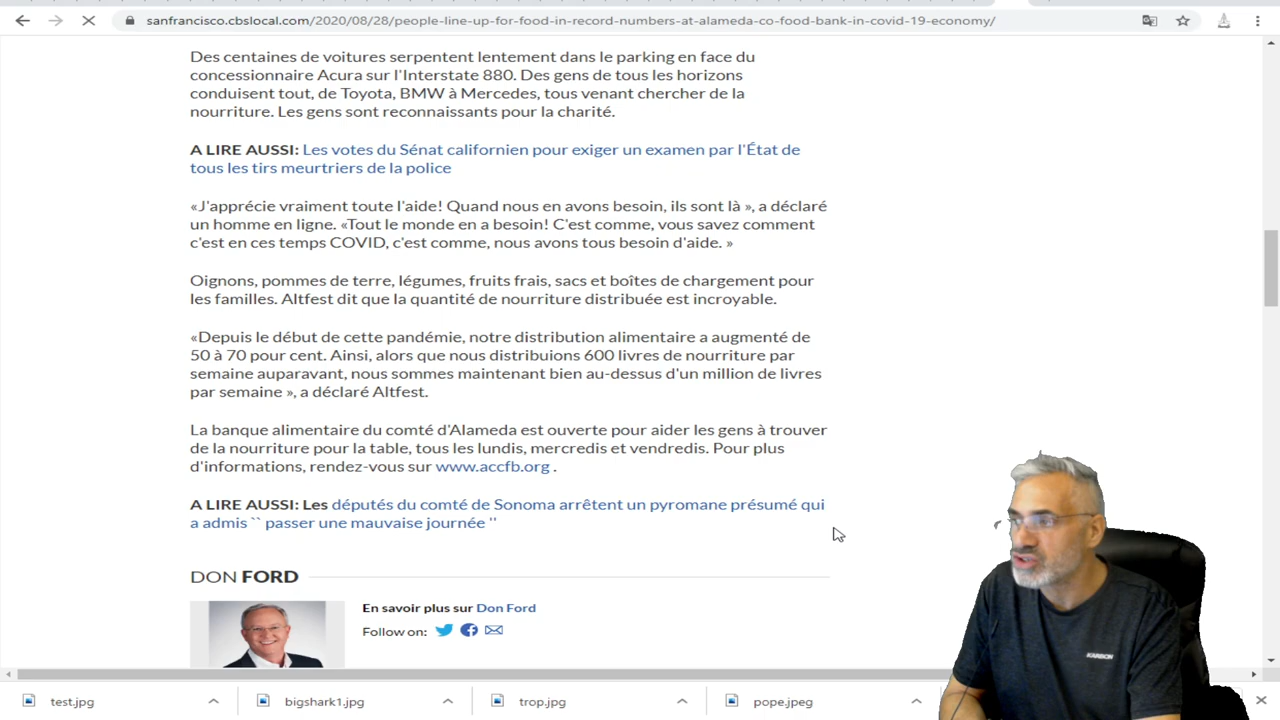 sanfrancisco.cbslocal.com/2020/08/28/people-line-up-for-food-in-record-numbers-at-alameda-co-food-bank-in-covid-19-economy/
Des centaines de voitures serpentent lentement dans le parking en face du
concessionnaire Acura sur l'Interstate 880. Des gens de tous les horizons
conduisent tout, de Toyota, BMW à Mercedes, tous venant chercher de la
nourriture. Les gens sont reconnaissants pour la charité.
A LIRE AUSSI: Les votes du Sénat californien pour exiger un examen par l'État de
tous les tirs meurtriers de la police
«J'apprécie vraiment toute l'aide! Quand nous en avons besoin, ils sont là », a déclaré
un homme en ligne. «Tout le monde en a besoin! C'est comme, vous savez comment
c'est en ces temps COVID, c'est comme, nous avons tous besoin d'aide. »
Oignons, pommes de terre, légumes, fruits frais, sacs et boîtes de chargement pour
les familles. Altfest dit que la quantité de nourriture distribuée est incroyable.
«Depuis le début de cette pandémie, notre distribution alimentaire a augmenté de
50 à 70 pour cent. Ainsi, alors que nous distribuions 600 livres de nourriture par
semaine auparavant, nous sommes maintenant bien au-dessus d'un million de livres
par semaine », a déclaré Altfest.
La banque alimentaire du comté d'Alameda est ouverte pour aider les gens à trouver
de la nourriture pour la table, tous les lundis, mercredis et vendredis. Pour plus
d'informations, rendez-vous sur www.accfb.org .
A LIRE AUSSI: Les députés du comté de Sonoma arrêtent un pyromane présumé qui
a admis `` passer une mauvaise journée ''
DON FORD
En savoir plus sur Don Ford
Follow on:
KARBON
test.jpg
bigshark1.jpg
trop.jpg
pope.jpeg